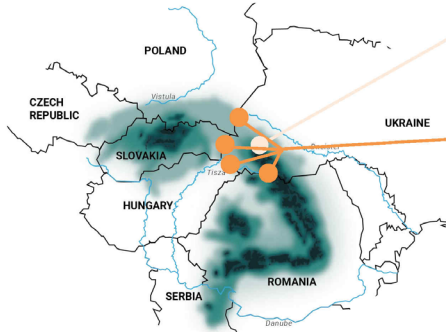 POLAND
Vistula
CZECH
REPUBLIC
UKRAINE
Dniester
SLOVAKIA
Tisza
HUNGARY
ROMANIA
SERBIA
Danube